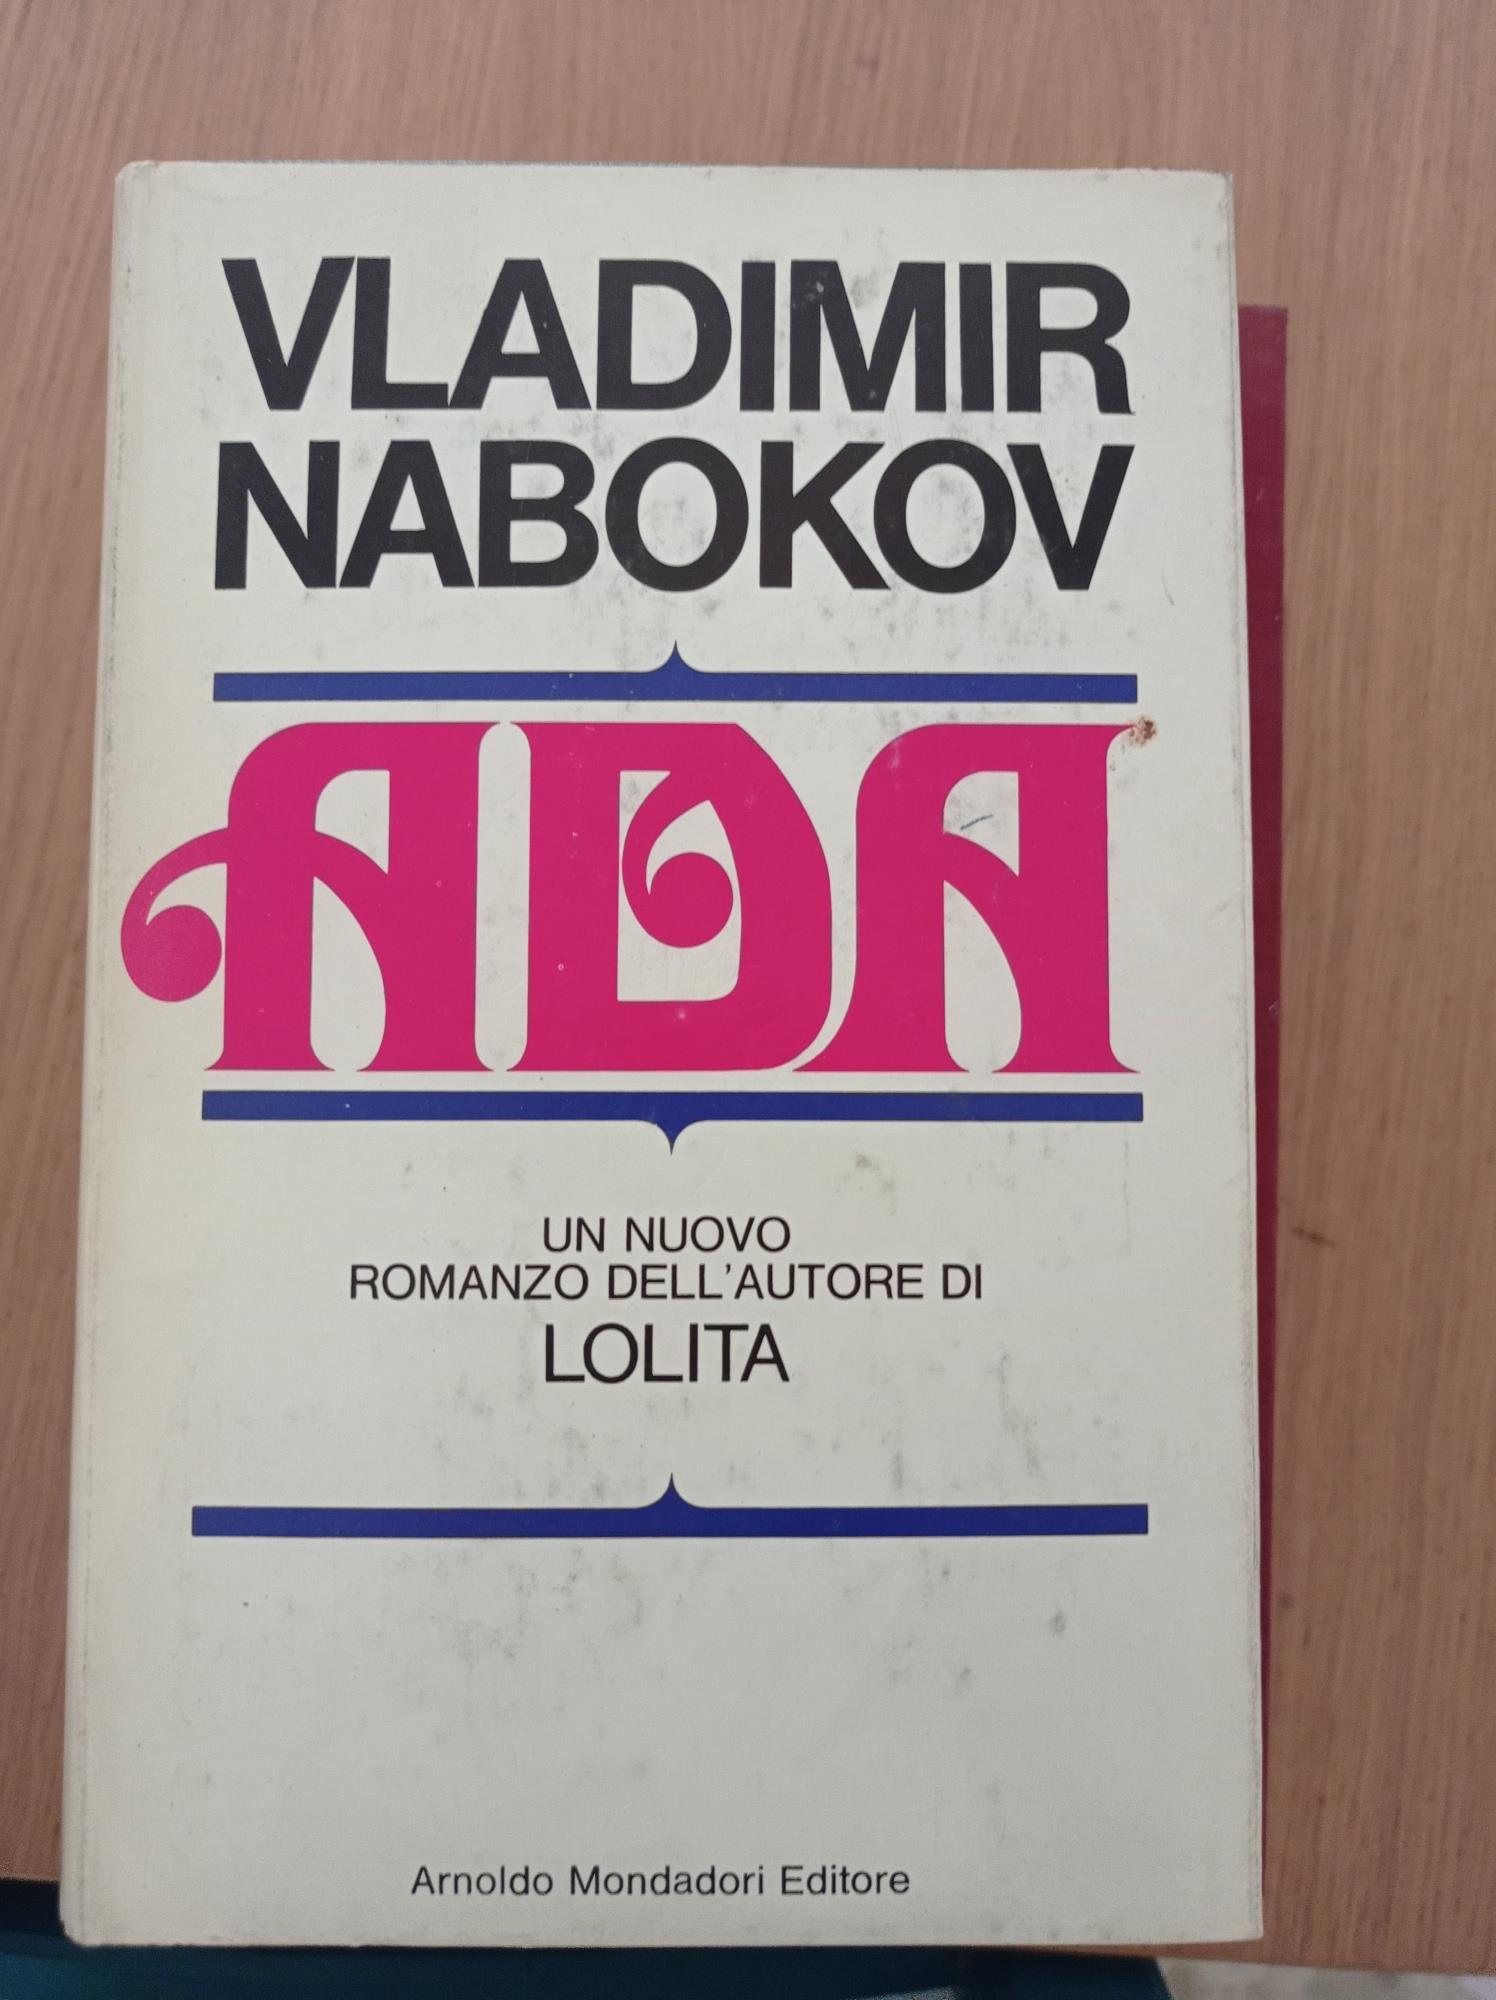 VLADIMIR
NABOKOV
ADA
UN NUOVO
ROMANZO DELL'AUTORE DI
LOLITA
Arnoldo Mondadori Editore